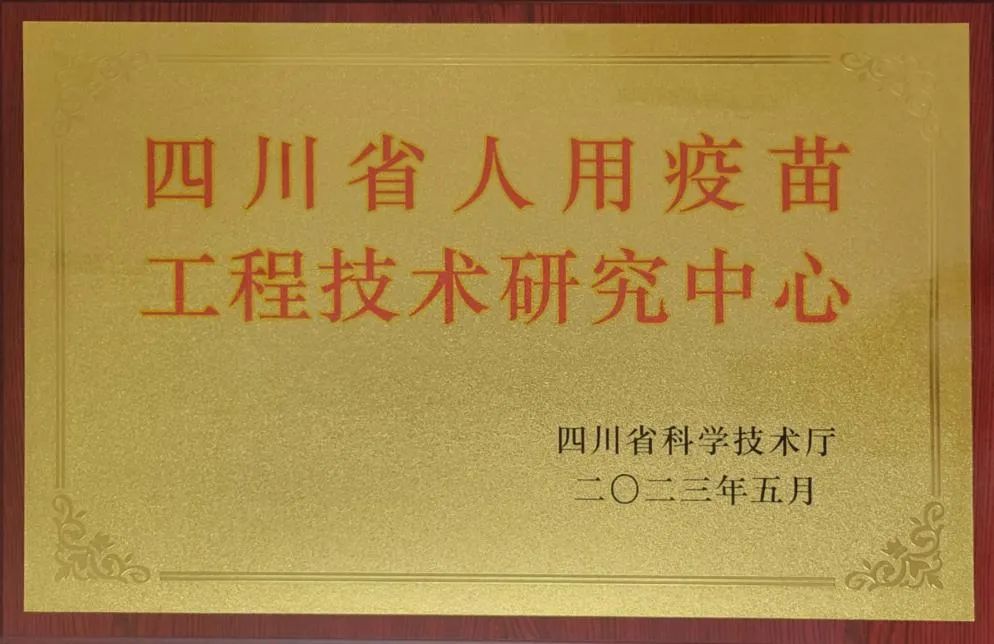 四川省人用疫苗
工程技术研究中心
四川省科学技术厅
二〇二三年五月